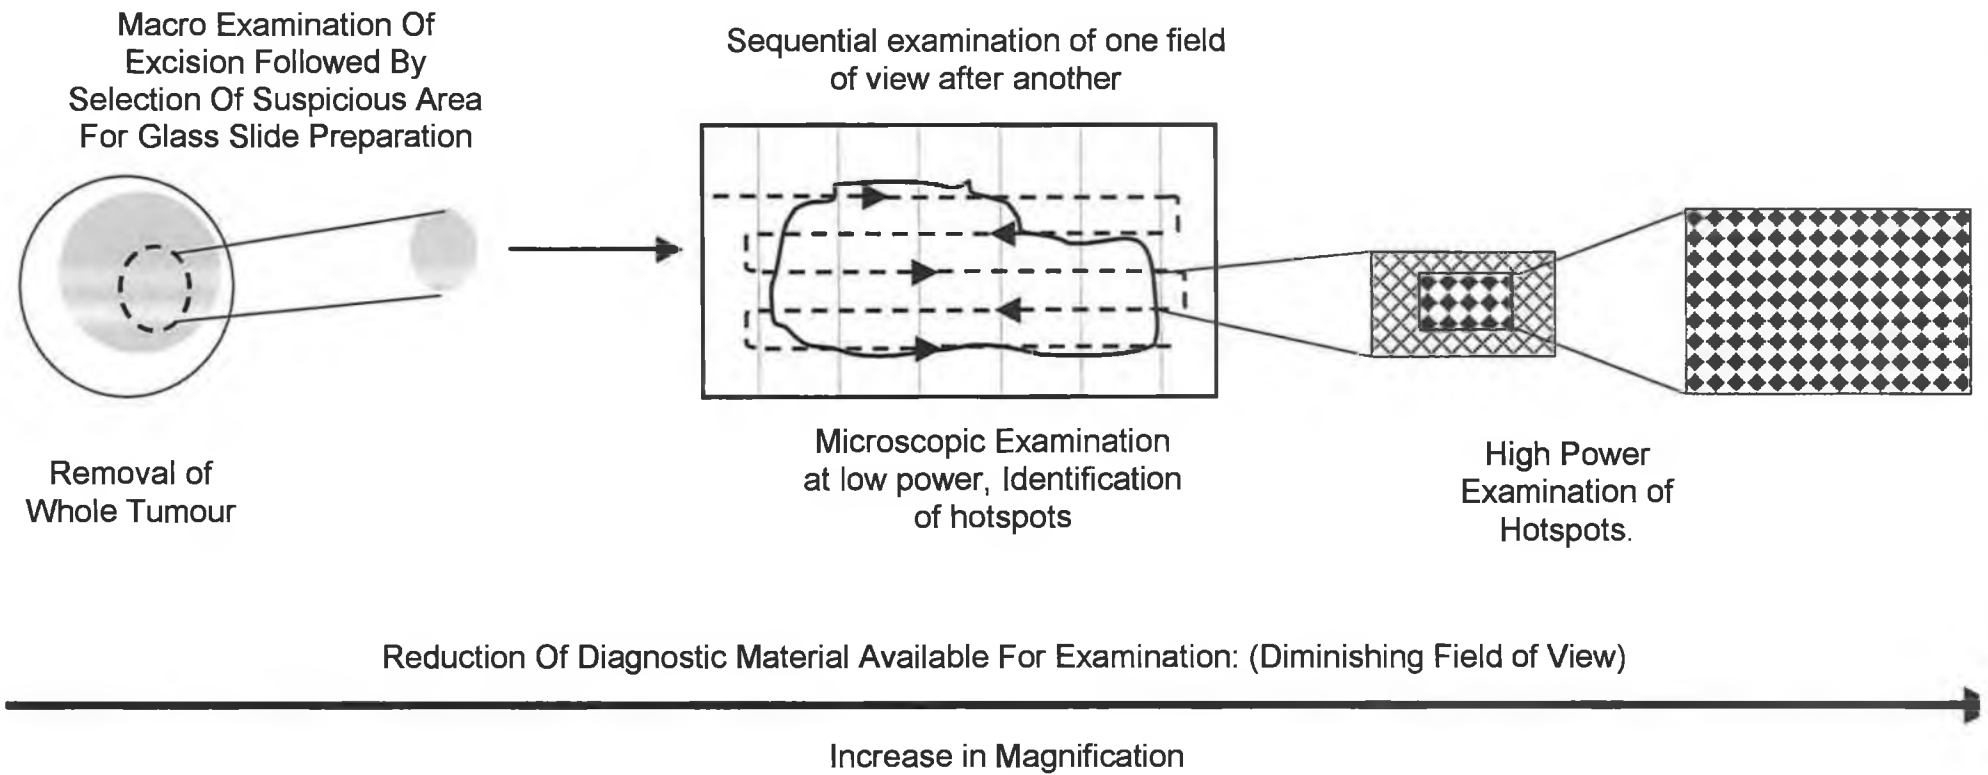 Macro Examination Of
Excision Followed By
Selection Of Suspicious Area
For Glass Slide Preparation
Sequential examination of one field
of view after another
Removal of
Whole Tumour
Microscopic Examination
at low power, Identification
of hotspots
High Power
Examination of
Hotspots.
Reduction Of Diagnostic Material Available For Examination: (Diminishing Field of View)
Increase in Magnification